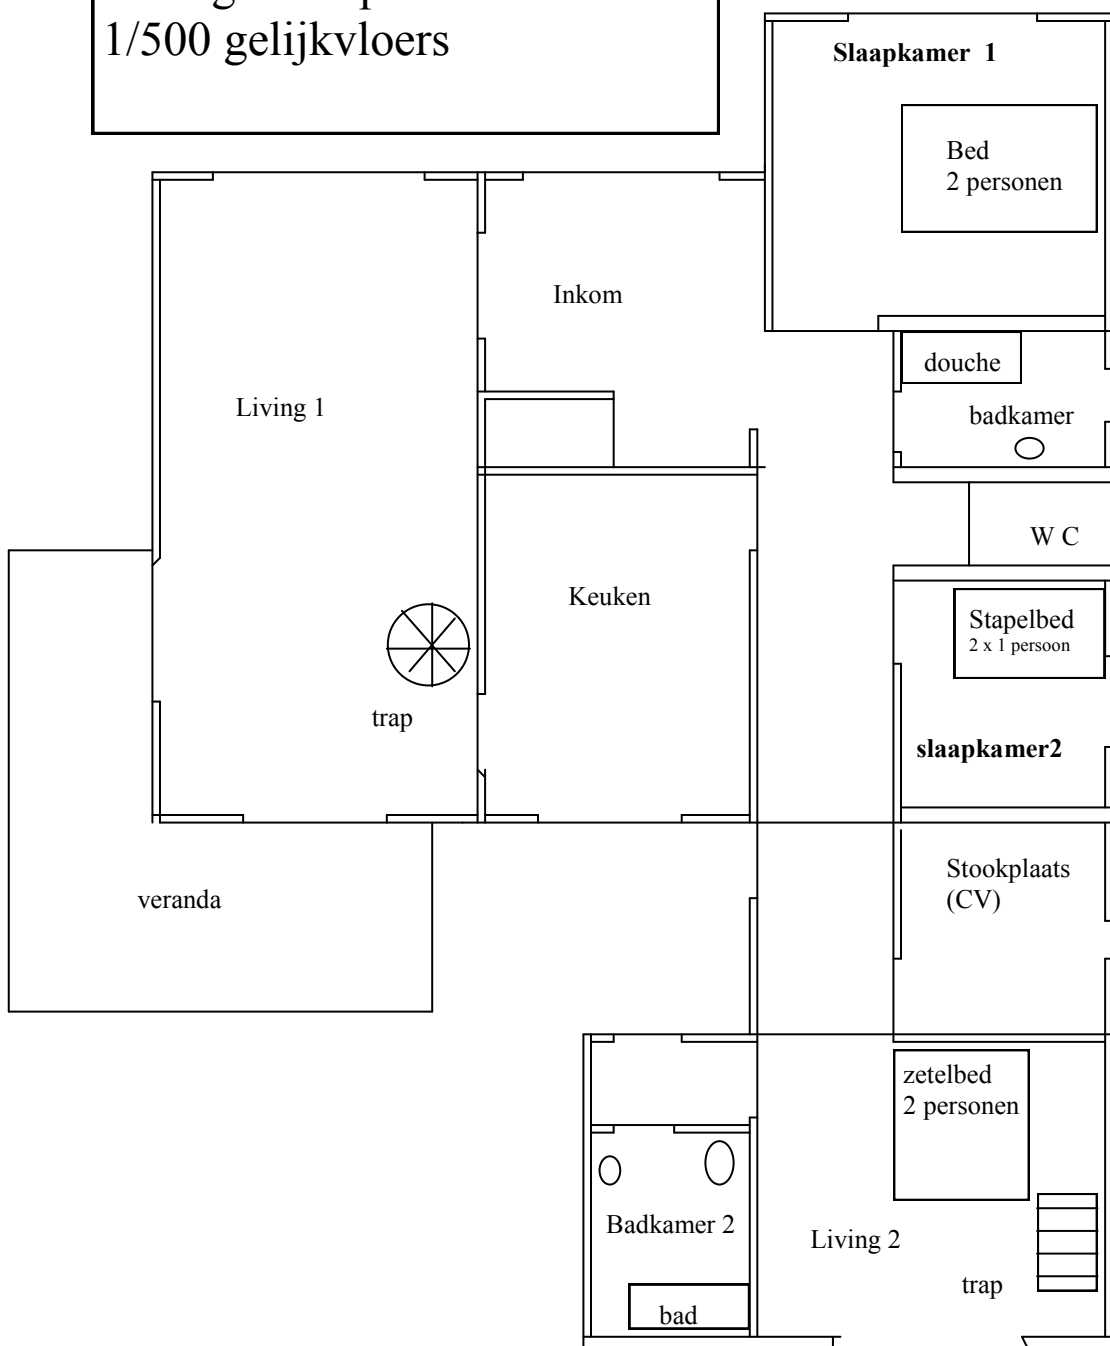 1/500 gelijkvloers
Slaapkamer 1
Bed
2 personen
Inkom
douche
Living 1
badkamer
W C
Keuken
Stapelbed
2 x 1 persoon
trap
slaapkamer2
Stookplaats
(CV)
veranda
zetelbed
2 personen
Badkamer 2
Living 2
trap
bad